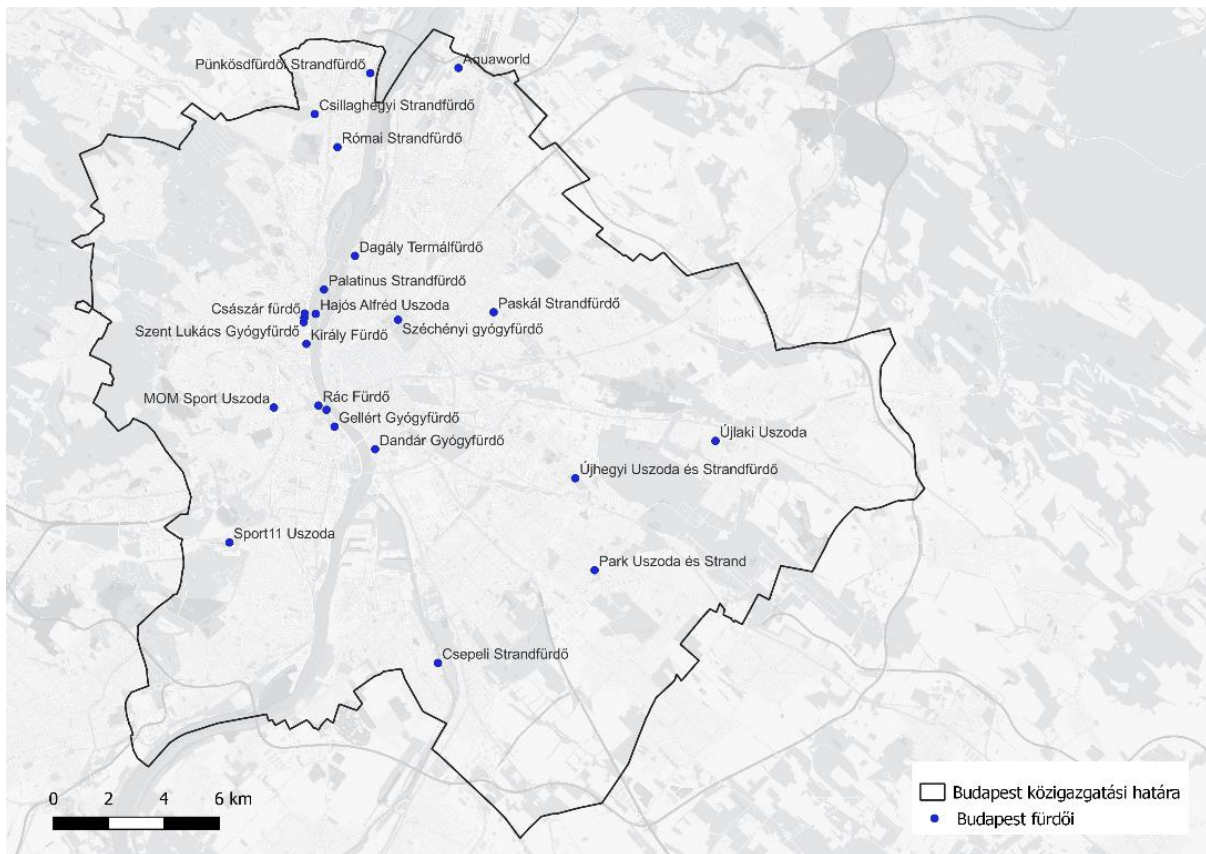 Pünkösdfürdői Strandfürdő
Aquaworld
Csillaghegyi Strandfürdő
Római Strandfürdő
Dagály Termálfürdő
Palatinus Strandfürdő
Császár fürdő
Hajós Alfréd Uszoda
Paskál Strandfürdő
Széchenyi gyógyfürdő
Szent Lukács Gyógyfürdő
Király Fürdő
MOM Sport Uszoda
Rác Fürdő
Gellért Gyógyfürdő
Dandár Gyógyfürdő
Újlaki Uszoda
Újhegyi Uszoda és Strandfürdő
Sport11 Uszoda
Park Uszoda és Strand
Csepeli Strandfürdő
0 2 4 6 km
Budapest közigazgatási határa
Budapest fürdői